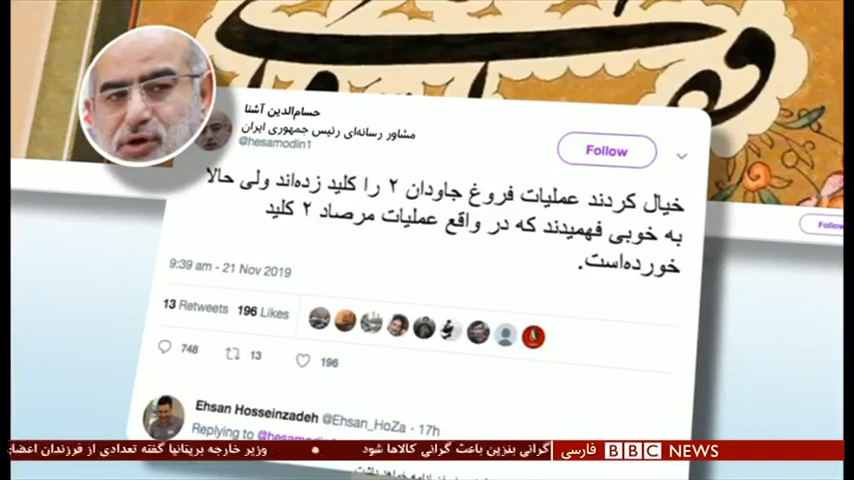 حسام‌الدین آشنا
مشاور رسانه‌ای رئیس جمهوری ایران
@hesamodin1
Follow
خیال کردند عملیات فروغ جاودان ۲ را کلید زده‌اند ولی حالا
به خوبی فهمیدند که در واقع عملیات مرصاد ۲ کلید
خورده‌است.
Follow
9:39 am - 21 Nov 2019
13 Retweets 196 Likes
748 13 196
Ehsan Hosseinzadeh @Ehsan_HoZa · 17h
Replying to
گرانی بنزین باعث گرانی کالاها شود • وزیر خارجه بریتانیا گفته تعدادی از فرزندان اعضای
BBC NEWS فارسی